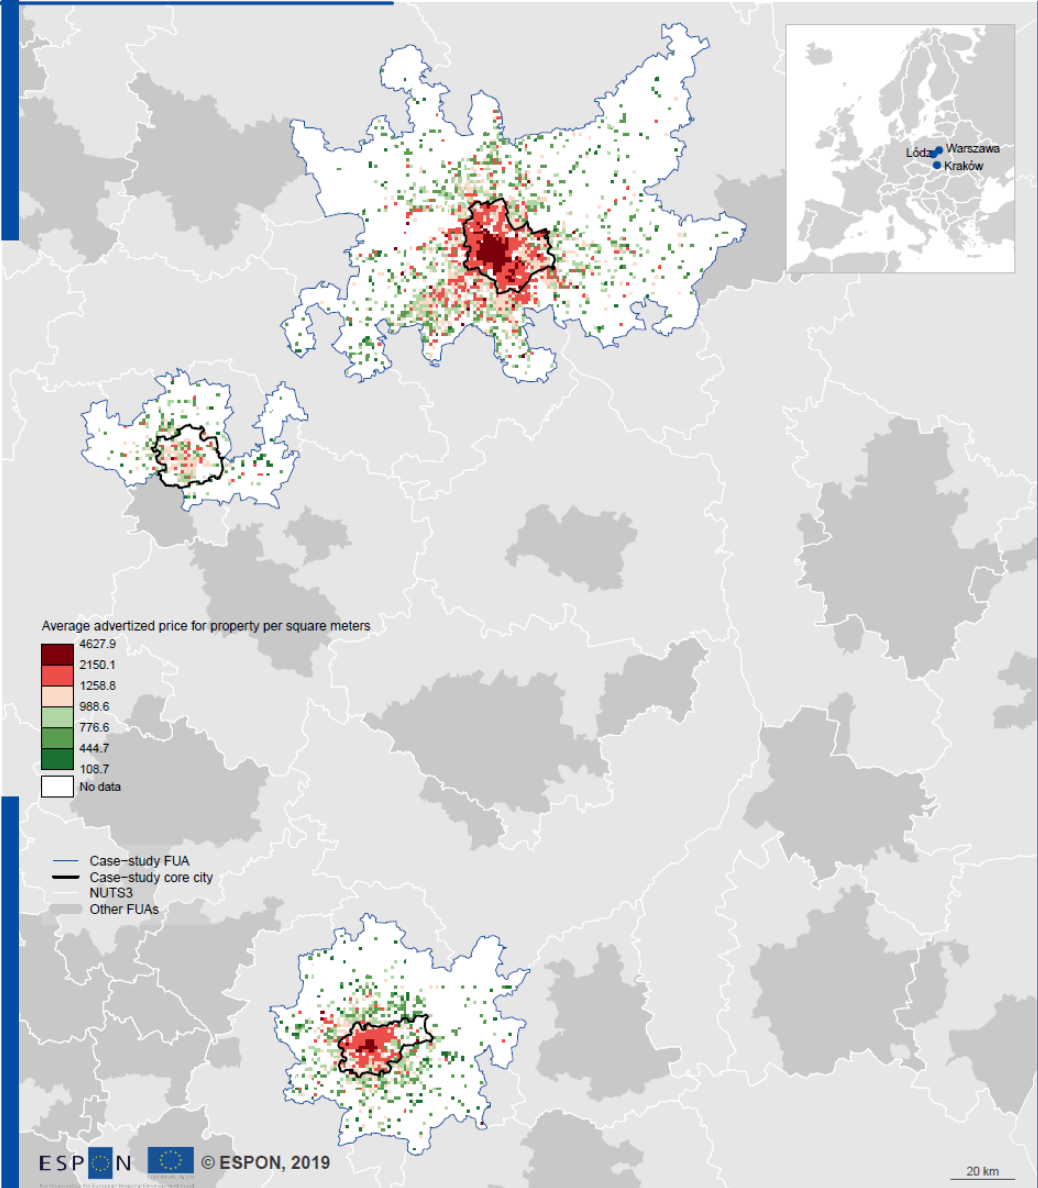 Warszawa
Lódz
Kraków
Average advertized price for property per square meters
4627.9
2150.1
1258.8
988.6
776.6
444.7
108.7
No data
Case-study FUA
Case-study core city
NUTS3
Other FUAs
ESPON © ESPON, 2019
20 km